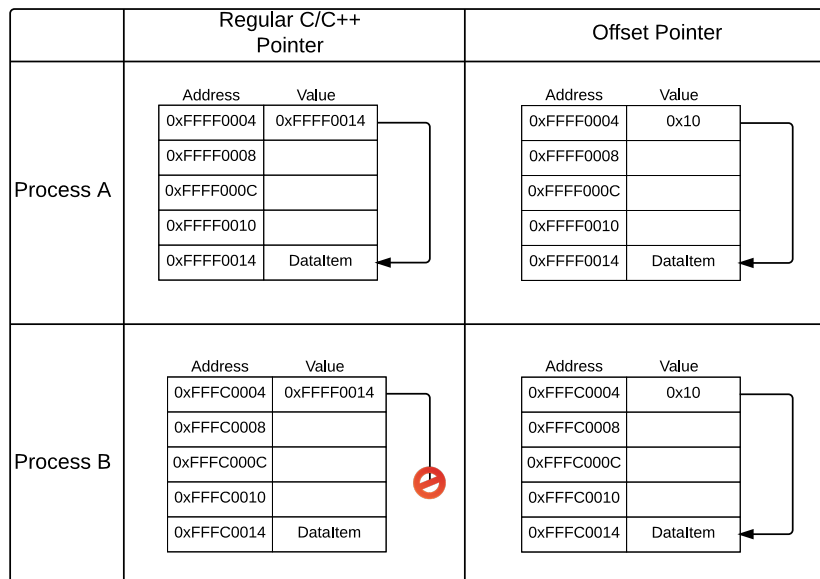 Regular C/C++
Pointer
Offset Pointer
Process A
Address Value
0xFFFF0004 0xFFFF0014
0xFFFF0008
0xFFFF000C
0xFFFF0010
0xFFFF0014 DataItem
Address Value
0xFFFF0004 0x10
0xFFFF0008
0xFFFF000C
0xFFFF0010
0xFFFF0014 DataItem
Process B
Address Value
0xFFFC0004 0xFFFF0014
0xFFFC0008
0xFFFC000C
0xFFFC0010
0xFFFC0014 DataItem
Address Value
0xFFFC0004 0x10
0xFFFC0008
0xFFFC000C
0xFFFC0010
0xFFFC0014 DataItem